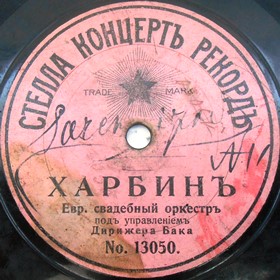 СТЕЛЛА КОНЦЕРТЪ РЕКОРДЪ
TRADE MARK
ХАРБИНЪ
Евр. свадебный оркестръ
подъ управленіемъ
Дирижера Бака
No. 13050.